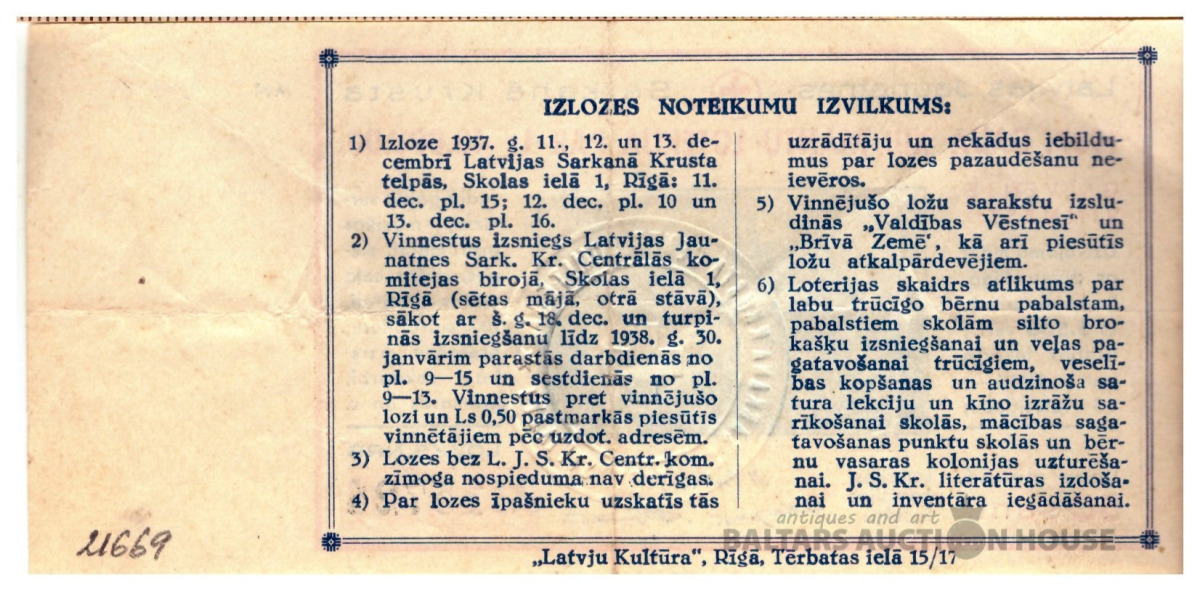 IZLOZES NOTEIKUMU IZVILKUMS:
1) Izloze 1937. g. 11., 12. un 13. de-
cembrī Latvijas Sarkanā Krusta
telpās, Skolas ielā 1, Rīgā: 11.
dec. pl. 15; 12. dec. pl. 10 un
13. dec. pl. 16.
2) Vinnestus izsniegs Latvijas Jau-
natnes Sark. Kr. Centrālās ko-
mitejas birojā, Skolas ielā 1,
Rīgā (sētas mājā, otrā stāvā),
sākot ar š. g. 18. dec. un turpi-
nās izsniegšanu līdz 1938. g. 30.
janvārim parastās darbdienās no
pl. 9—15 un sestdienās no pl.
9—13. Vinnestus pret vinnējušo
lozi un Ls 0,50 pastmarkās piesūtīs
vinnētājiem pēc uzdot. adresēm.
3) Lozes bez L. J. S. Kr. Centr. kom.
zīmoga nospieduma nav derīgas.
4) Par lozes īpašnieku uzskatīs tās
uzrādītāju un nekādus iebildu-
mus par lozes pazaudēšanu ne-
ievēros.
5) Vinnējušo ložu sarakstu izslu-
dinās „Valdības Vēstnesī" un
„Brīvā Zemē‘, kā arī piesūtīs
ložu atkalpārdevējiem.
6) Loterijas skaidrs atlikums par
labu trūcīgo bērnu pabalstam,
pabalstiem skolām silto bro-
kašķu izsniegšanai un veļas pa-
gatavošanai trūcīgiem, veselī-
bas kopšanas un audzinoša sa-
tura lekciju un kīno izrāžu sa-
rīkošanai skolās, mācības saga-
tavošanas punktu skolās un bēr-
nu vasaras kolonijas uzturēša-
nai. J. S. Kr. literātūras izdoša-
nai un inventāra iegādāšanai.
antiques and art
BALTARS AUCTION HOUSE
21669
„Latvju Kultūra", Rīgā, Tērbatas ielā 15/17